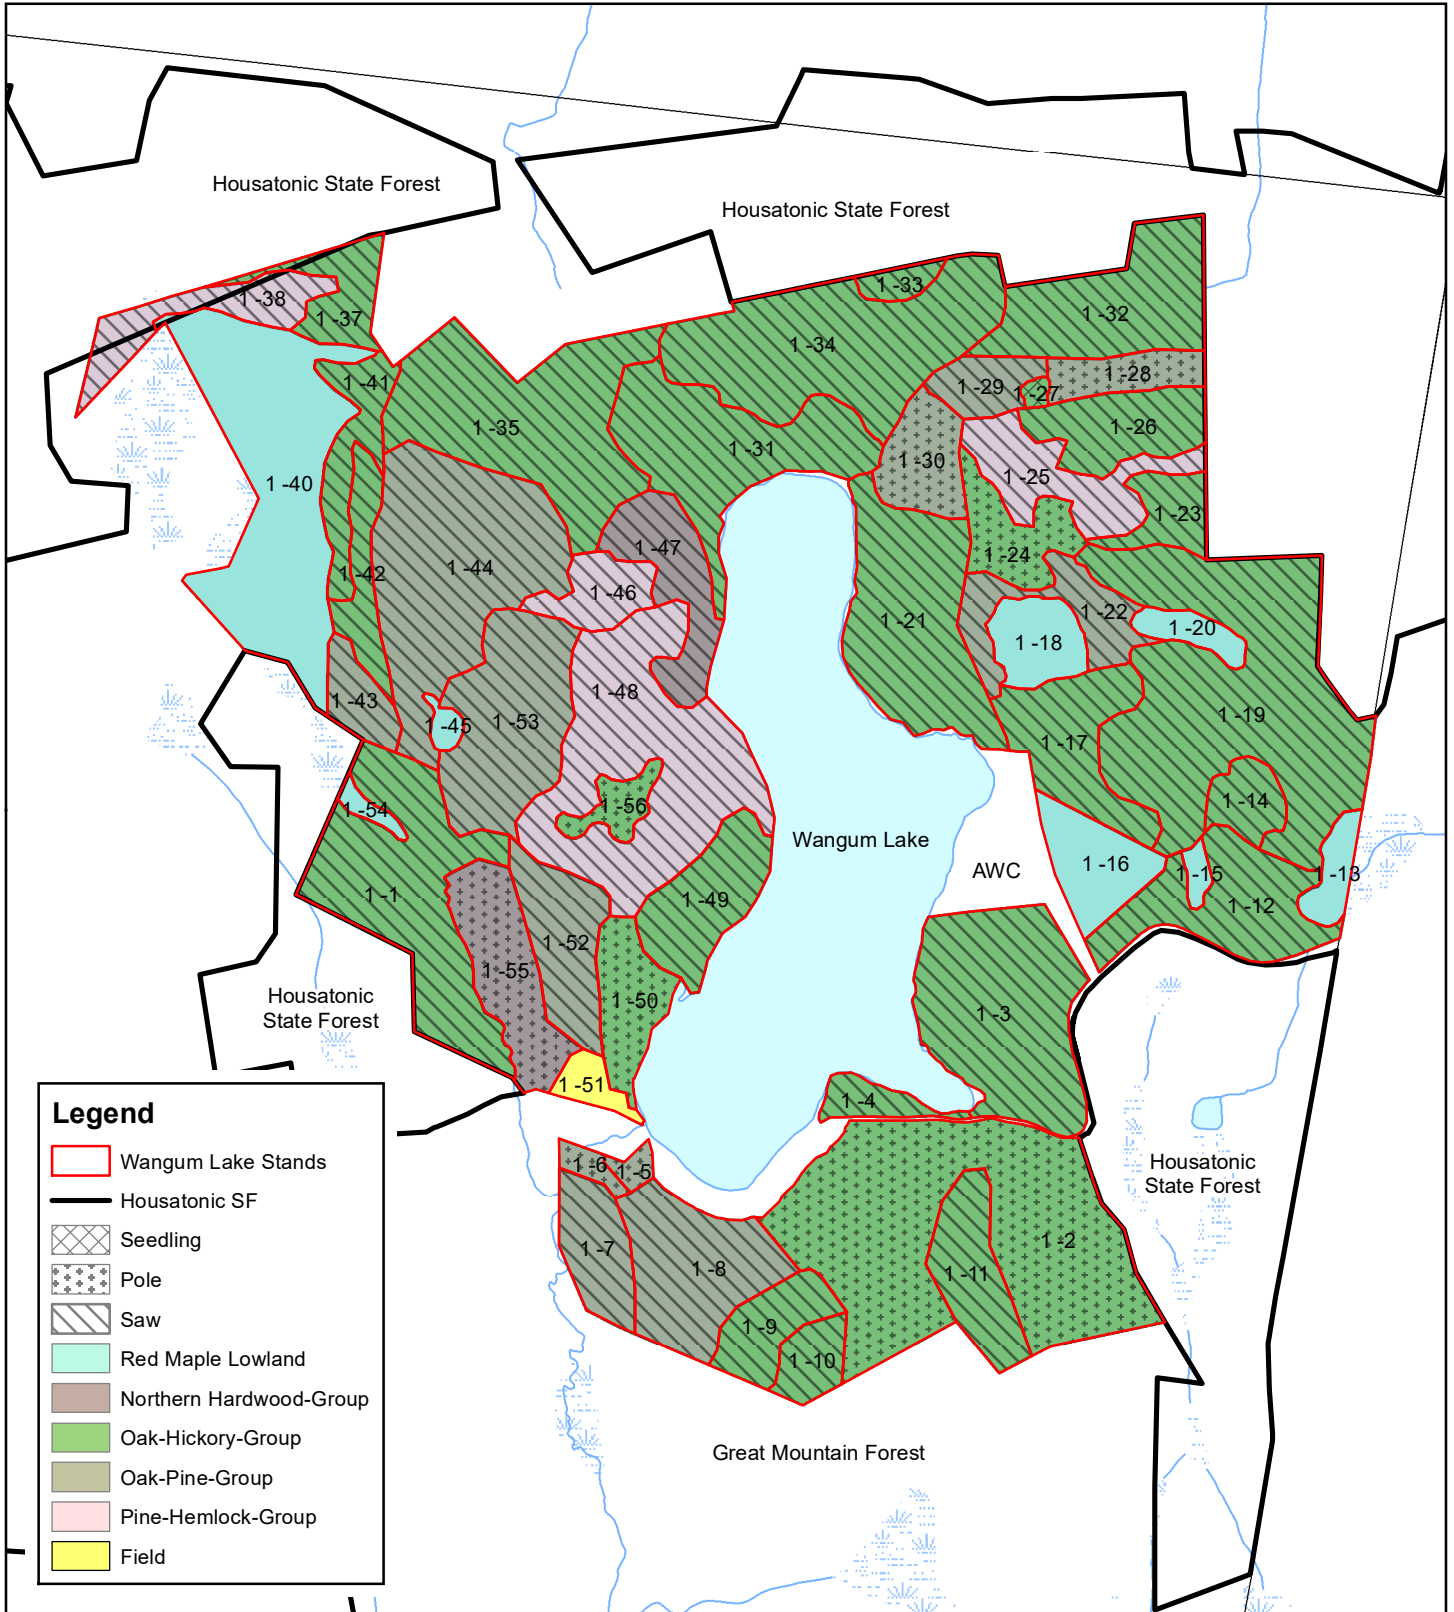 Housatonic State Forest
Housatonic State Forest
1 -33
1 -38
1 -32
1 -37
1 -34
1 -28
1 -41
1 -29
1 -27
1 -35
1 -26
1 -31
1 -30
1 -25
1 -40
1 -23
1 -47
1 -24
1 -44
1 -42
1 -46
1 -22
1 -21
1 -20
1 -18
1 -48
1 -43
1 -19
1 -53
1 -45
1 -17
1 -14
1 -56
1 -54
Wangum Lake
1 -16
AWC
1 -15
1 -13
1 -1
1 -49
1 -12
1 -52
1 -55
Housatonic
State Forest
1 -50
1 -3
1 -51
1 -4
Legend
Wangum Lake Stands
Housatonic SF
Seedling
Pole
Saw
Red Maple Lowland
Northern Hardwood-Group
Oak-Hickory-Group
Oak-Pine-Group
Pine-Hemlock-Group
Field
1 -6
1 -5
Housatonic
State Forest
1 -2
1 -7
1 -8
1 -11
1 -9
1 -10
Great Mountain Forest